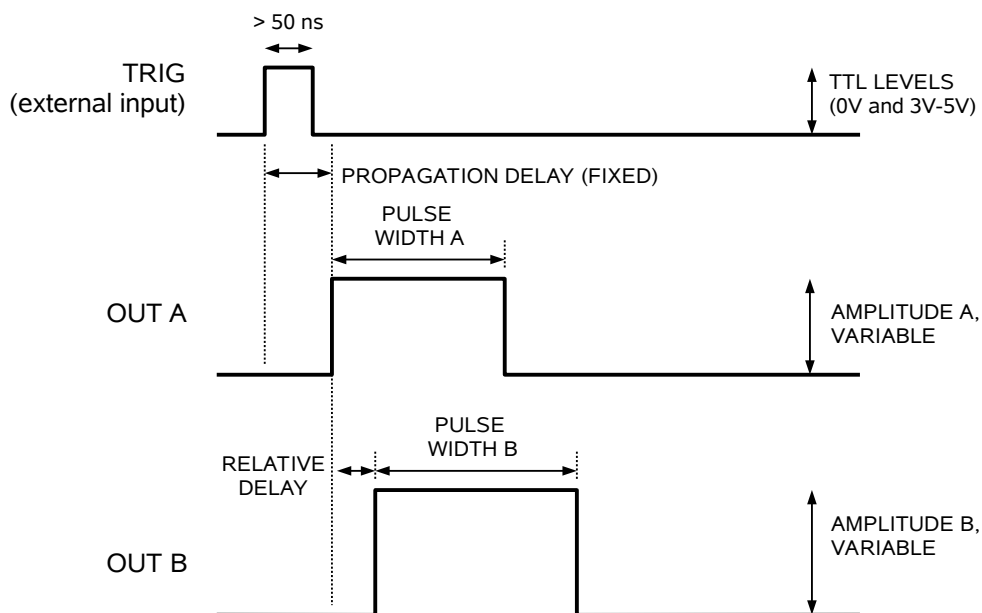 > 50 ns
TRIG
(external input)
TTL LEVELS
(0V and 3V-5V)
PROPAGATION DELAY (FIXED)
PULSE
WIDTH A
OUT A
AMPLITUDE A,
VARIABLE
PULSE
WIDTH B
RELATIVE
DELAY
AMPLITUDE B,
VARIABLE
OUT B